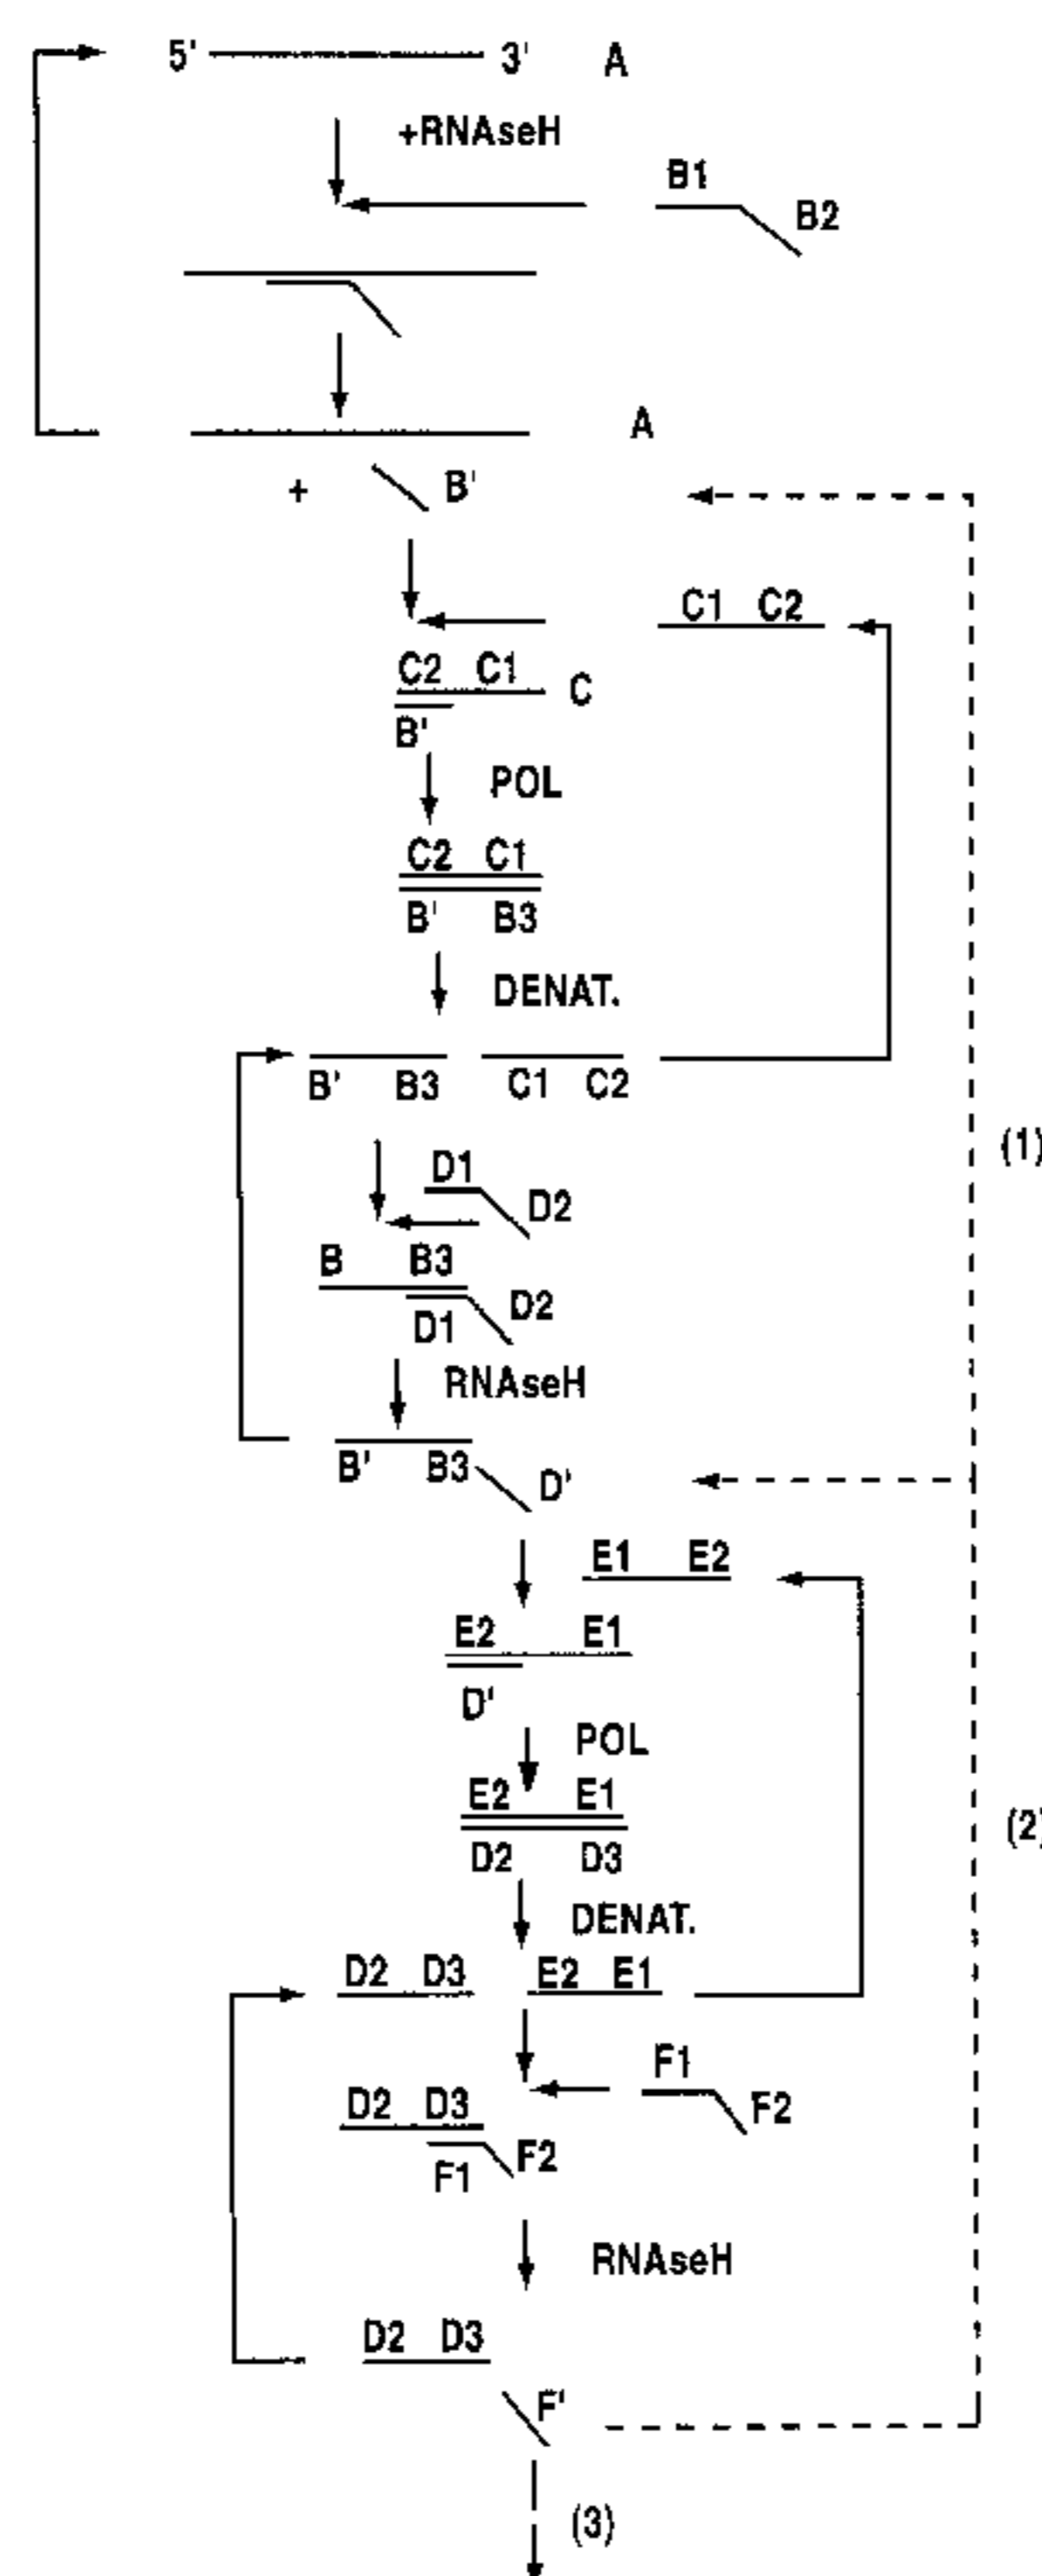 5' 3' A
+RNAseH
B1
B2
A
+ B'
C1 C2
C2 C1
C
B'
POL
C2 C1
B' B3
DENAT.
B' B3 C1 C2
(1)
D1
D2
B B3
D2
D1
RNAseH
B' B3
D'
E1 E2
E2 E1
D'
POL
E2 E1
(2)
D2 D3
DENAT.
D2 D3 E2 E1
F1
F2
D2 D3
F2
F1
RNAseH
D2 D3
F'
(3)